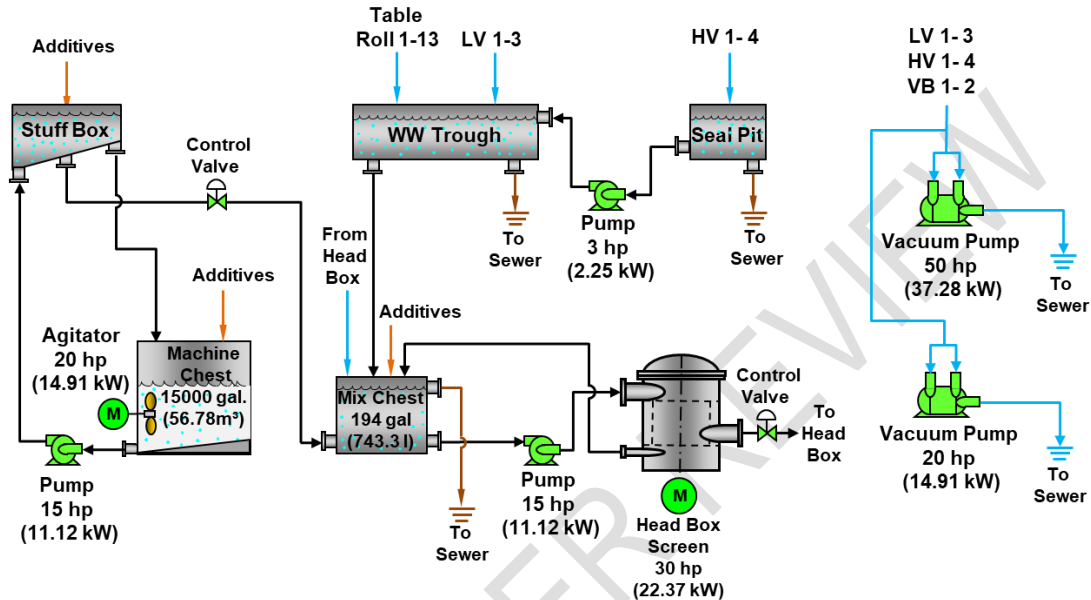 Additives
Stuff Box
Control
Valve
Additives
Agitator
20 hp
(14.91 kW)
M
Machine
Chest
15000 gal.
(56.78m³)
Pump
15 hp
(11.12 kW)
Table
Roll 1-13
LV 1-3
WW Trough
To
Sewer
HV 1- 4
Seal Pit
Pump
3 hp
(2.25 kW)
To
Sewer
From
Head
Box
Additives
Mix Chest
194 gal
(743.3 l)
To
Sewer
Pump
15 hp
(11.12 kW)
M
Head Box
Screen
30 hp
(22.37 kW)
Control
Valve
To
Head
Box
LV 1- 3
HV 1- 4
VB 1- 2
Vacuum Pump
50 hp
(37.28 kW)
To
Sewer
Vacuum Pump
20 hp
(14.91 kW)
To
Sewer
ER REVIEW